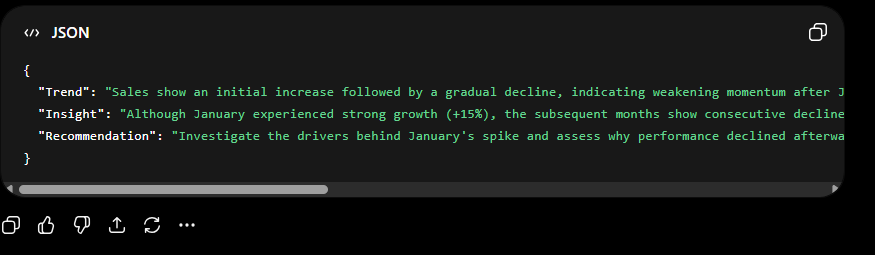 JSON
{
"Trend": "Sales show an initial increase followed by a gradual decline, indicating weakening momentum after J
"Insight": "Although January experienced strong growth (+15%), the subsequent months show consecutive decline
"Recommendation": "Investigate the drivers behind January's spike and assess why performance declined afterwa
}